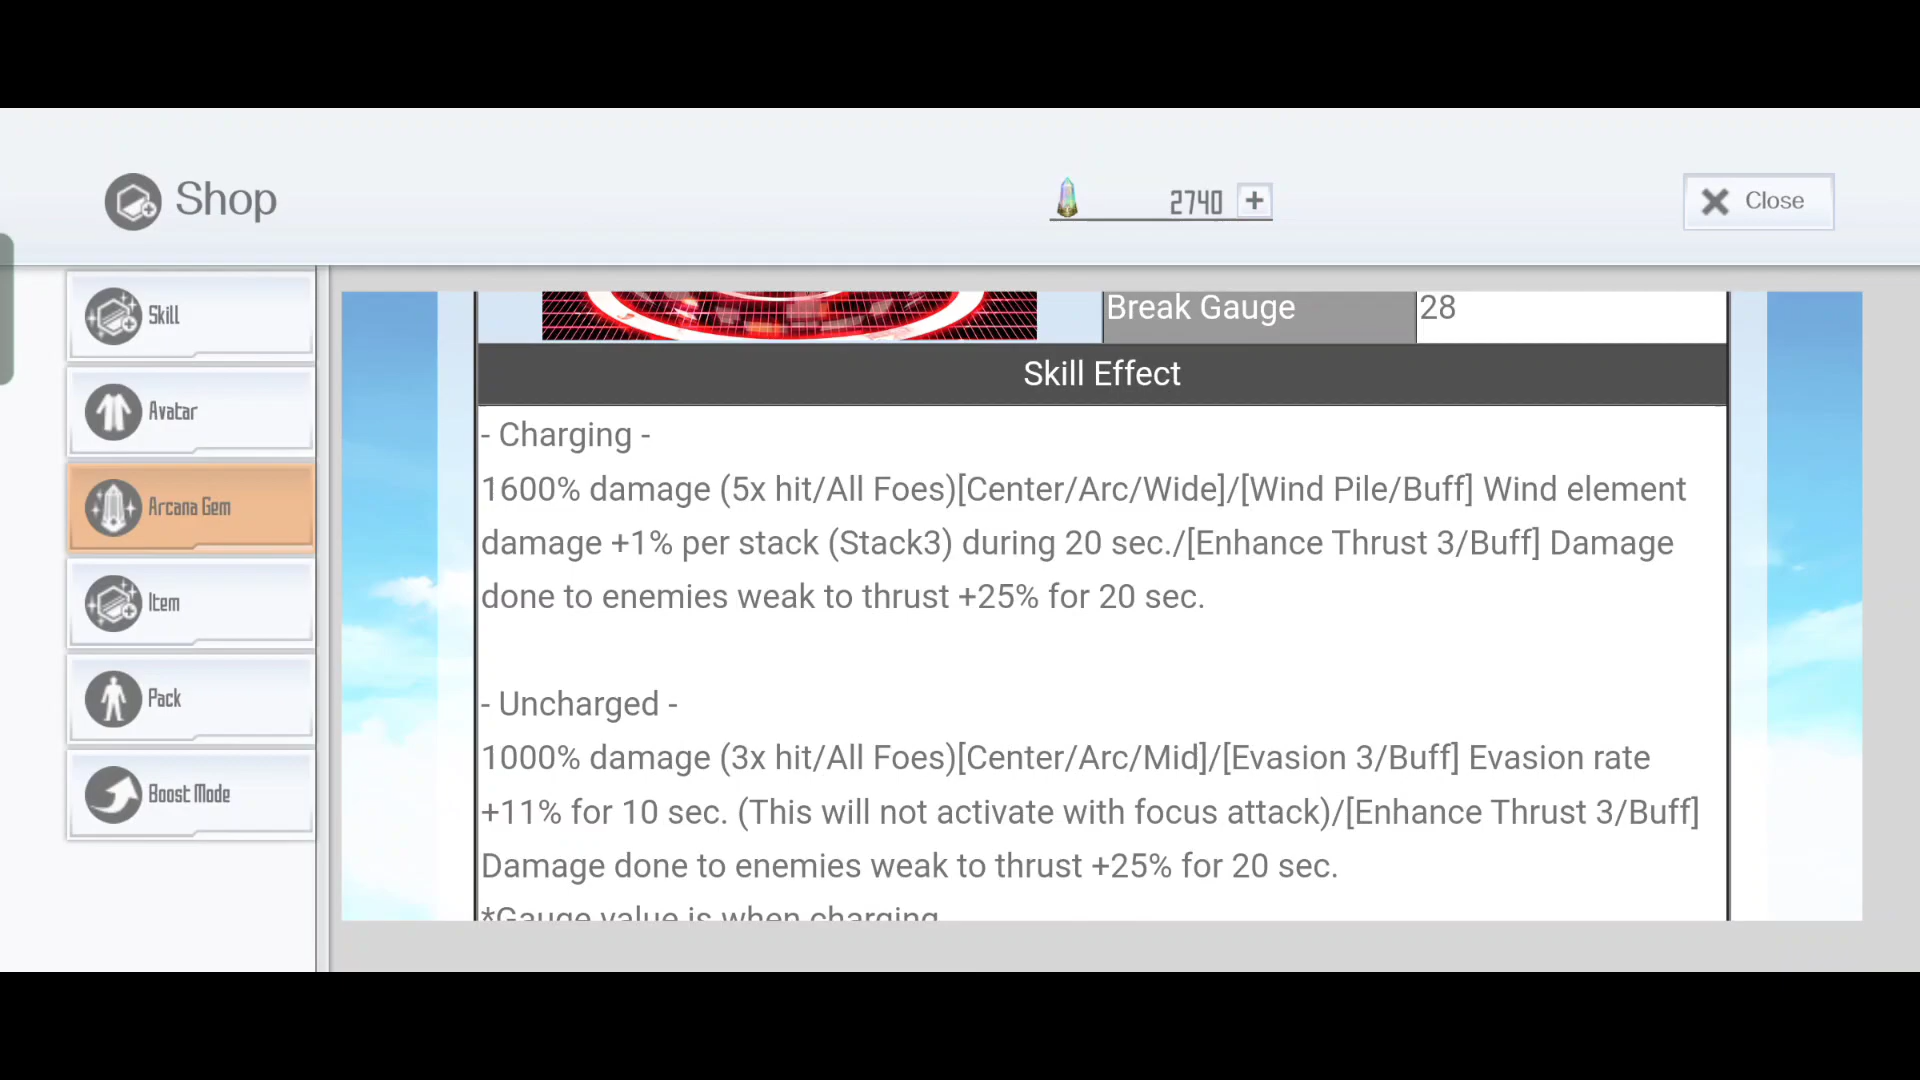 Shop
2740
Close
Skill
Avatar
Arcana Gem
Item
Pack
Boost Mode
Break Gauge 28
Skill Effect
- Charging -
1600% damage (5x hit/All Foes)[Center/Arc/Wide]/[Wind Pile/Buff] Wind element
damage +1% per stack (Stack3) during 20 sec./[Enhance Thrust 3/Buff] Damage
done to enemies weak to thrust +25% for 20 sec.
- Uncharged -
1000% damage (3x hit/All Foes)[Center/Arc/Mid]/[Evasion 3/Buff] Evasion rate
+11% for 10 sec. (This will not activate with focus attack)/[Enhance Thrust 3/Buff]
Damage done to enemies weak to thrust +25% for 20 sec.
*Gauge value is when charging